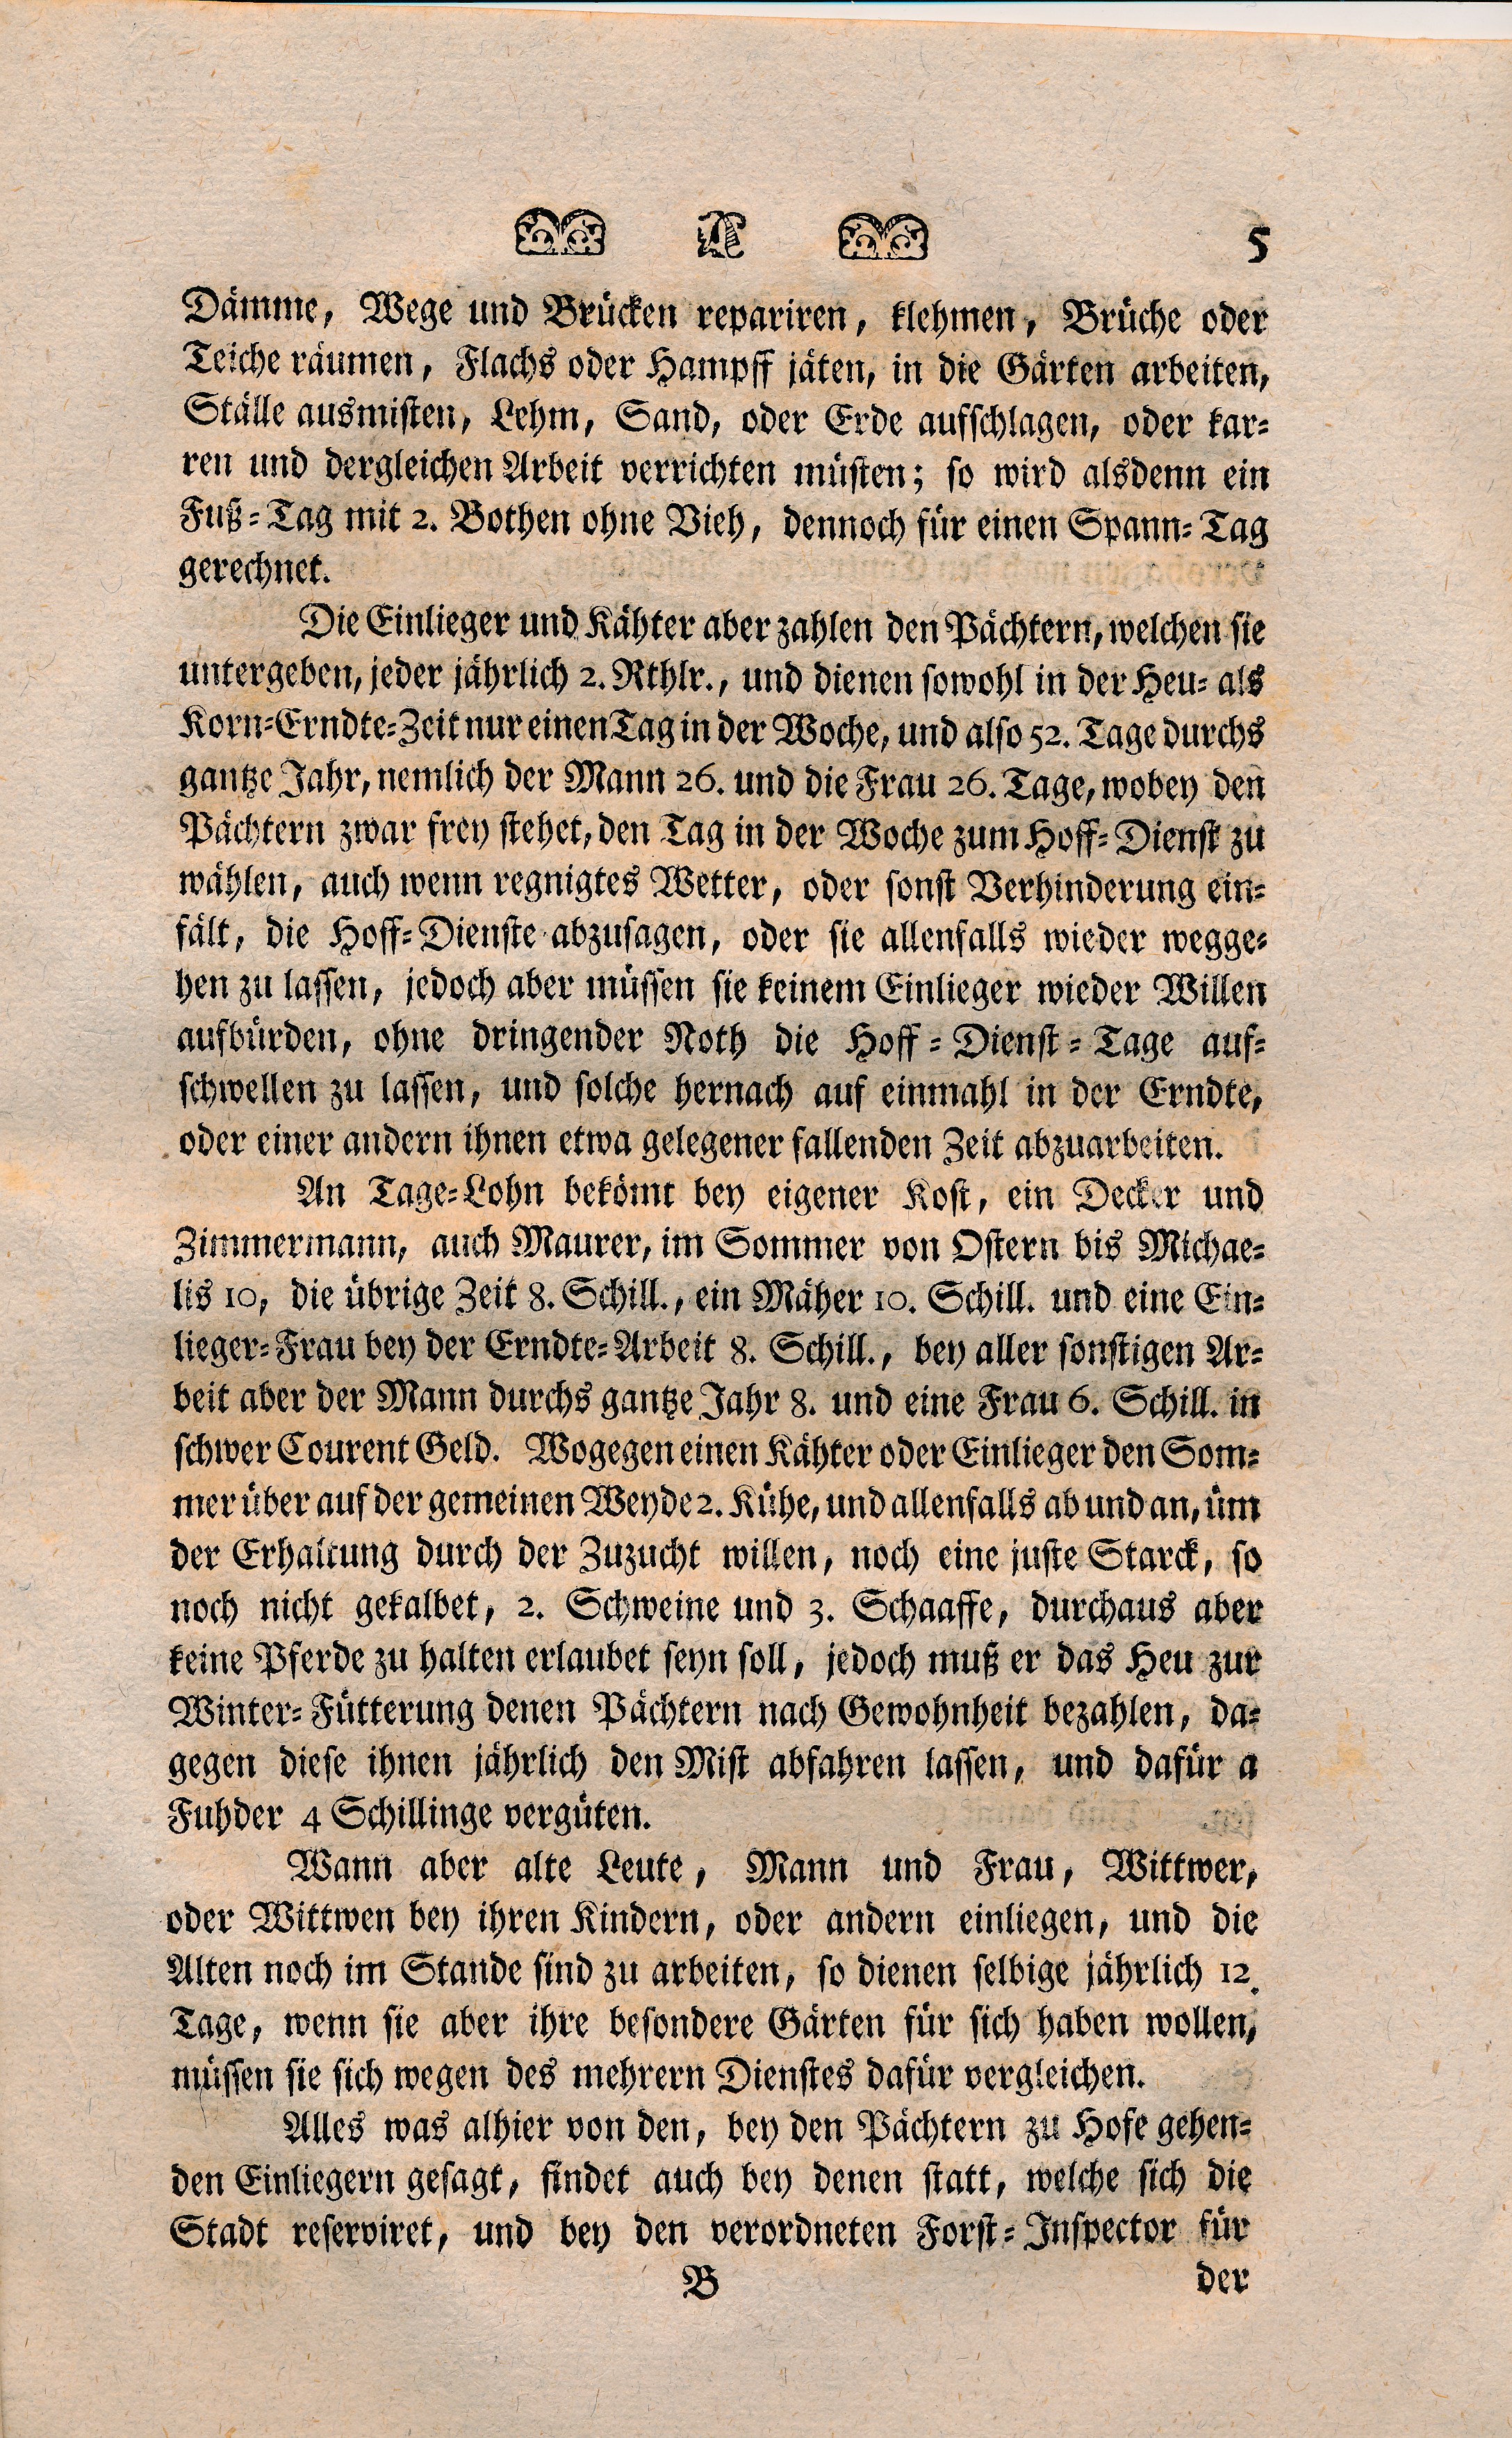 5
Dämme, Wege und Brücken repariren, klehmen, Brüche oder
Teiche räumen, Flachs oder Hampff jäten, in die Gärten arbeiten,
Ställe ausmisten, Lehm, Sand, oder Erde aufschlagen, oder kar-
ren und dergleichen Arbeit verrichten müsten; so wird alsdenn ein
Fuß-Tag mit 2. Bothen ohne Vieh, dennoch für einen Spann-Tag
gerechnet.
Die Einlieger und Kähter aber zahlen den Pächtern, welchen sie
untergeben, jeder jährlich 2. Rthlr., und dienen sowohl in der Heu- als
Korn-Erndte-Zeit nur einen Tag in der Woche, und also 52. Tage durchs
gantze Jahr, nemlich der Mann 26. und die Frau 26. Tage, wobey den
Pächtern zwar frey stehet, den Tag in der Woche zum Hoff-Dienst zu
wählen, auch wenn regnigtes Wetter, oder sonst Verhinderung ein-
fält, die Hoff-Dienste abzusagen, oder sie allenfalls wieder wegge-
hen zu lassen, jedoch aber müssen sie keinem Einlieger wieder Willen
aufbürden, ohne dringender Noth die Hoff-Dienst-Tage auf-
schwellen zu lassen, und solche hernach auf einmahl in der Erndte,
oder einer andern ihnen etwa gelegener fallenden Zeit abzuarbeiten.
An Tage-Lohn bekömt bey eigener Kost, ein Decker und
Zimmermann, auch Maurer, im Sommer von Ostern bis Michae-
lis 10, die übrige Zeit 8. Schill., ein Mäher 10. Schill. und eine Ein-
lieger-Frau bey der Erndte-Arbeit 8. Schill., bey aller sonstigen Ar-
beit aber der Mann durchs gantze Jahr 8. und eine Frau 6. Schill. in
schwer Courent Geld. Wogegen einen Kähter oder Einlieger den Som-
mer über auf der gemeinen Weyde 2. Kühe, und allenfalls ab und an, üm
der Erhaltung durch der Zuzucht willen, noch eine juste Starck, so
noch nicht gekalbet, 2. Schweine und 3. Schaaffe, durchaus aber
keine Pferde zu halten erlaubet seyn soll, jedoch muß er das Heu zur
Winter-Fütterung denen Pächtern nach Gewohnheit bezahlen, da-
gegen diese ihnen jährlich den Mist abfahren lassen, und dafür a
Fuhder 4 Schillinge vergüten.
Wann aber alte Leute, Mann und Frau, Wittwer,
oder Wittwen bey ihren Kindern, oder andern einliegen, und die
Alten noch im Stande sind zu arbeiten, so dienen selbige jährlich 12.
Tage, wenn sie aber ihre besondere Gärten für sich haben wollen,
müssen sie sich wegen des mehrern Dienstes dafür vergleichen.
Alles was alhier von den, bey den Pächtern zu Hofe gehen-
den Einliegern gesagt, findet auch bey denen statt, welche sich die
Stadt reserviret, und bey den verordneten Forst-Inspector für
B der